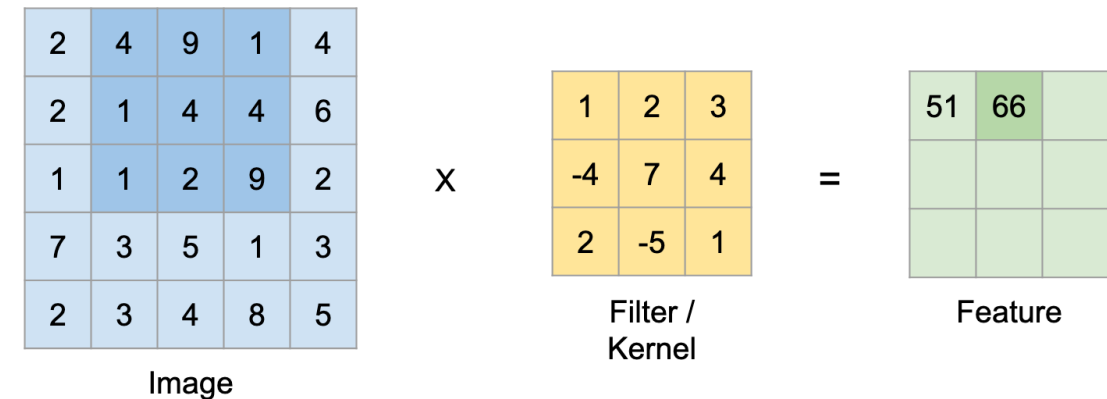 2 4 9 1 4
2 1 4 4 6
1 1 2 9 2
7 3 5 1 3
2 3 4 8 5
Image
x
1 2 3
-4 7 4
2 -5 1
Filter /
Kernel
=
51 66
Feature